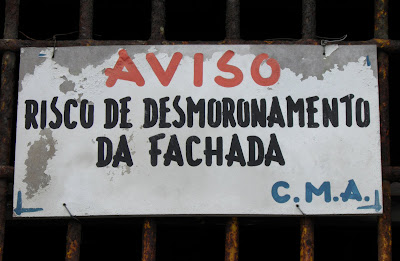 AVISO
RISCO DE DESMORONAMENTO
DA FACHADA
C.M.A.